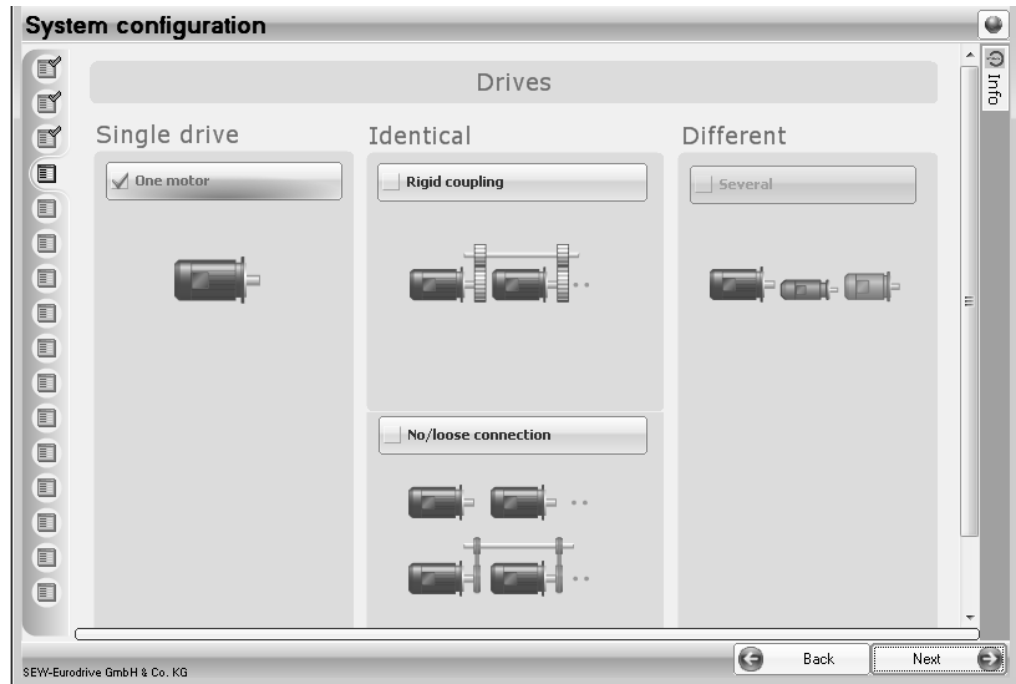 System configuration
Info
Drives
Single drive
Identical
Different
One motor
Rigid coupling
Several
No/loose connection
Back
Next
SEW-Eurodrive GmbH & Co. KG